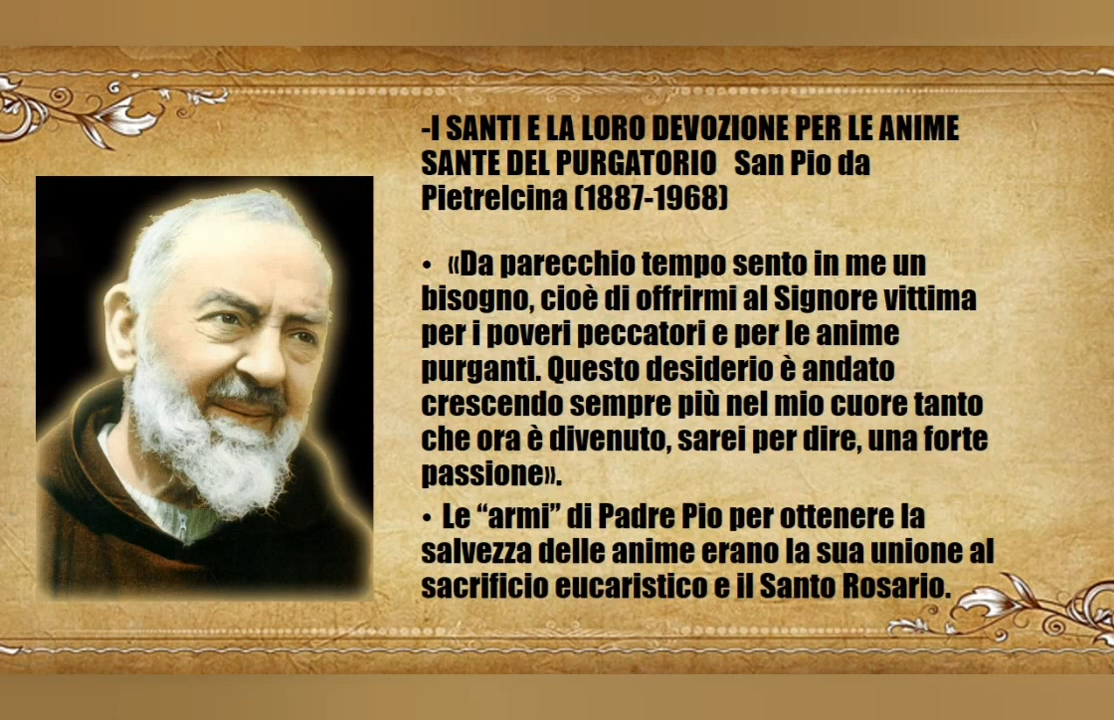 -I SANTI E LA LORO DEVOZIONE PER LE ANIME
SANTE DEL PURGATORIO   San Pio da
Pietrelcina (1887-1968)
•  «Da parecchio tempo sento in me un
bisogno, cioè di offrirmi al Signore vittima
per i poveri peccatori e per le anime
purganti. Questo desiderio è andato
crescendo sempre più nel mio cuore tanto
che ora è divenuto, sarei per dire, una forte
passione».
• Le “armi” di Padre Pio per ottenere la
salvezza delle anime erano la sua unione al
sacrificio eucaristico e il Santo Rosario.